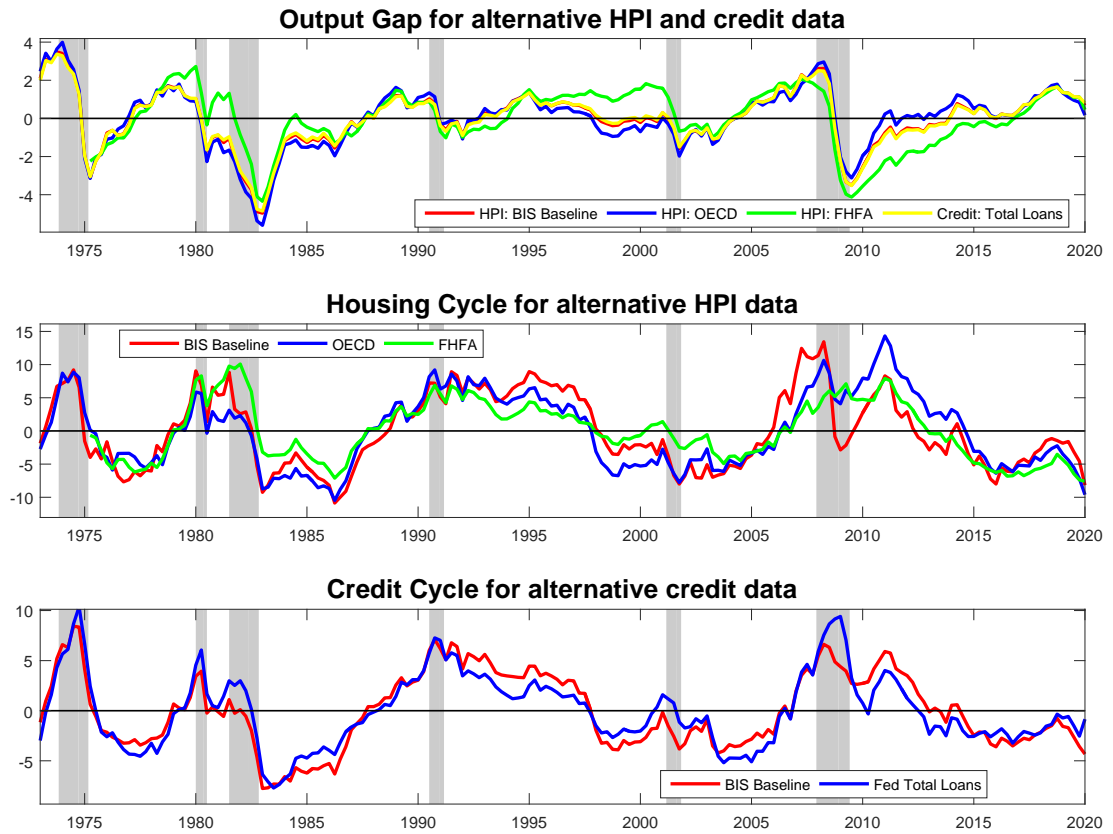 Output Gap for alternative HPI and credit data
4
2
0
-2
-4
HPI: BIS Baseline HPI: OECD HPI: FHFA Credit: Total Loans
1975 1980 1985 1990 1995 2000 2005 2010 2015 2020
Housing Cycle for alternative HPI data
15
10
5
0
-5
-10
BIS Baseline OECD FHFA
1975 1980 1985 1990 1995 2000 2005 2010 2015 2020
Credit Cycle for alternative credit data
10
5
0
-5
BIS Baseline Fed Total Loans
1975 1980 1985 1990 1995 2000 2005 2010 2015 2020